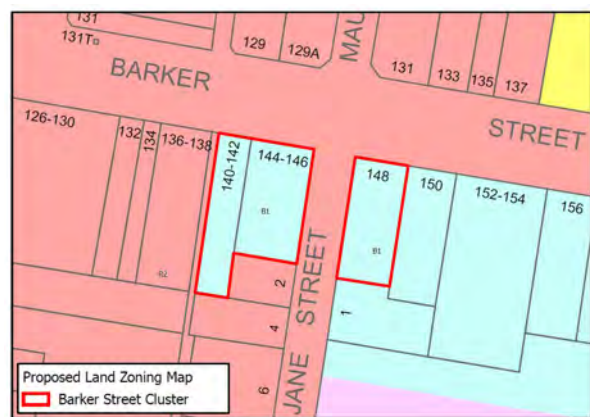 131
131T
129
129A
MAU
131
133
135
137
BARKER
STREET
126-130
132
134
136-138
140-142
144-146
148
150
152-154
156
B1
B1
2
4
6
1
JANE STREET
Proposed Land Zoning Map
Barker Street Cluster